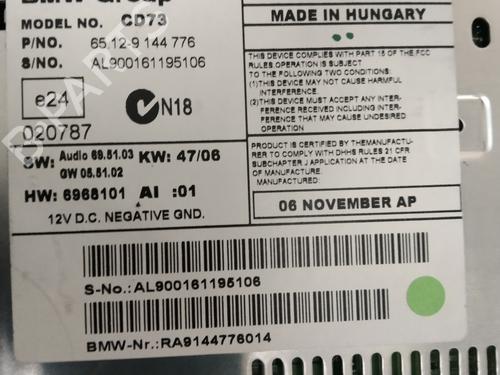 BMW Group
MODEL NO. CD73
P/NO. 65.12-9 144 776
S/NO. AL900161195106
e24
N18
020787
SW: Audio 69.51.03 KW: 47/06
GW 05.51.02
HW: 6968101 AI :01
12V D.C. NEGATIVE GND.
MADE IN HUNGARY
THIS DEVICE COMPLIES WITH PART 15 OF THE FCC
RULES OPERATION IS SUBJECT
TO THE FOLLOWING TWO CONDITIONS:
(1)THIS DEVICE MAY NOT CAUSE HARMFUL
INTERFERENCE.
(2)THIS DEVICE MUST ACCEPT ANY INTERFER-
ENCE RECEIVED INCLUDING INTER-
FERENCE THAT MAY CAUSE
UNDESIRED OPERATION
PRODUCT IS CERTIFIED BY THEMANUFACTU-
RER TO COMPLY WITH DHHS RULES 21 CFR
SUBCHAPTER J APPLICATION AT THE DATE OF
MANUFACTURE.
MANUFACTURED:
06 NOVEMBER AP
S-No.: AL900161195106
BMW-Nr.: RA9144776014